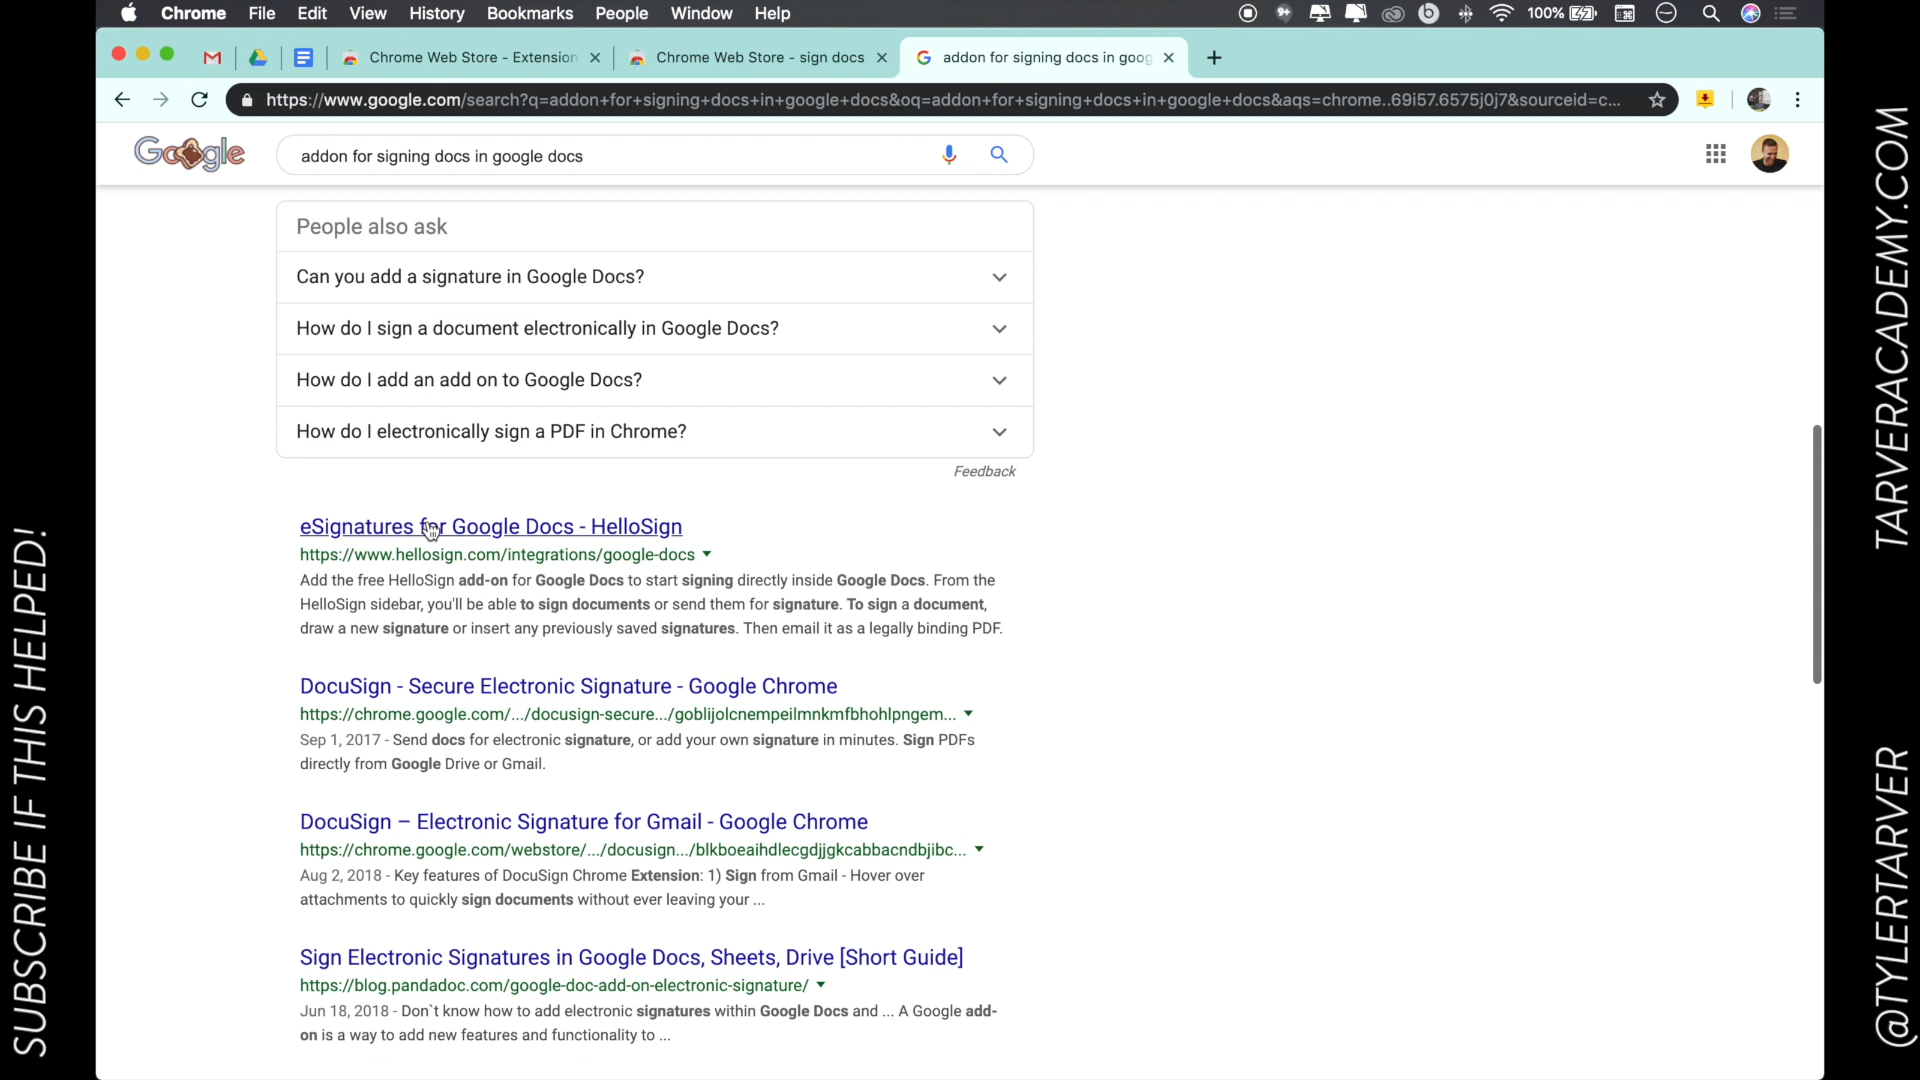 Chrome File Edit View History Bookmarks People Window Help
100%
Chrome Web Store - Extension
Chrome Web Store - sign docs
addon for signing docs in goog
https://www.google.com/search?q=addon+for+signing+docs+in+google+docs&oq=addon+for+signing+docs+in+google+docs&aqs=chrome..69i57.6575j0j7&sourceid=c...
Google
addon for signing docs in google docs
People also ask
Can you add a signature in Google Docs?
How do I sign a document electronically in Google Docs?
How do I add an add on to Google Docs?
How do I electronically sign a PDF in Chrome?
Feedback
eSignatures for Google Docs - HelloSign
https://www.hellosign.com/integrations/google-docs
Add the free HelloSign add-on for Google Docs to start signing directly inside Google Docs. From the
HelloSign sidebar, you'll be able to sign documents or send them for signature. To sign a document,
draw a new signature or insert any previously saved signatures. Then email it as a legally binding PDF.
DocuSign - Secure Electronic Signature - Google Chrome
https://chrome.google.com/.../docusign-secure.../goblijolcnempeilmnkmfbhohlpngem...
Sep 1, 2017 - Send docs for electronic signature, or add your own signature in minutes. Sign PDFs
directly from Google Drive or Gmail.
DocuSign – Electronic Signature for Gmail - Google Chrome
https://chrome.google.com/webstore/.../docusign.../blkboeaihdlecgdjjgkcabbacndbjibc...
Aug 2, 2018 - Key features of DocuSign Chrome Extension: 1) Sign from Gmail - Hover over
attachments to quickly sign documents without ever leaving your ...
Sign Electronic Signatures in Google Docs, Sheets, Drive [Short Guide]
https://blog.pandadoc.com/google-doc-add-on-electronic-signature/
Jun 18, 2018 - Don`t know how to add electronic signatures within Google Docs and ... A Google add-
on is a way to add new features and functionality to ...
SUBSCRIBE IF THIS HELPED!
TARVERACADEMY.COM
@TYLERTARVER